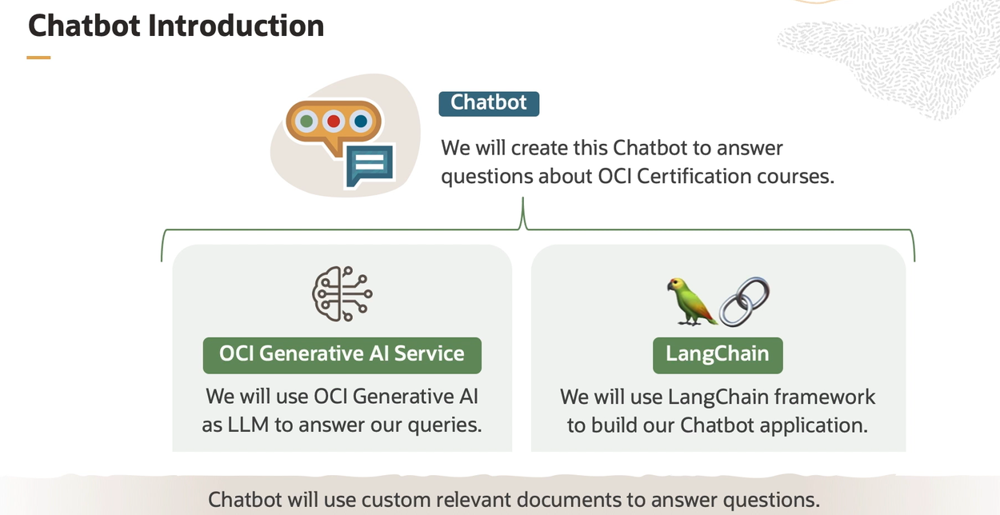 Chatbot Introduction
Chatbot
We will create this Chatbot to answer
questions about OCI Certification courses.
OCI Generative AI Service
We will use OCI Generative AI
as LLM to answer our queries.
LangChain
We will use LangChain framework
to build our Chatbot application.
Chatbot will use custom relevant documents to answer questions.